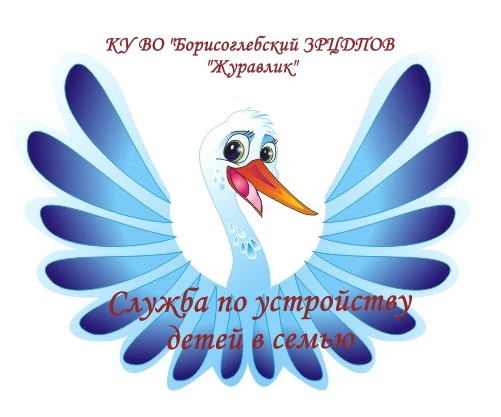 КУ ВО "Борисоглебский ЗРЦДПОВ
"Журавлик"
Служба по устройству
детей в семью